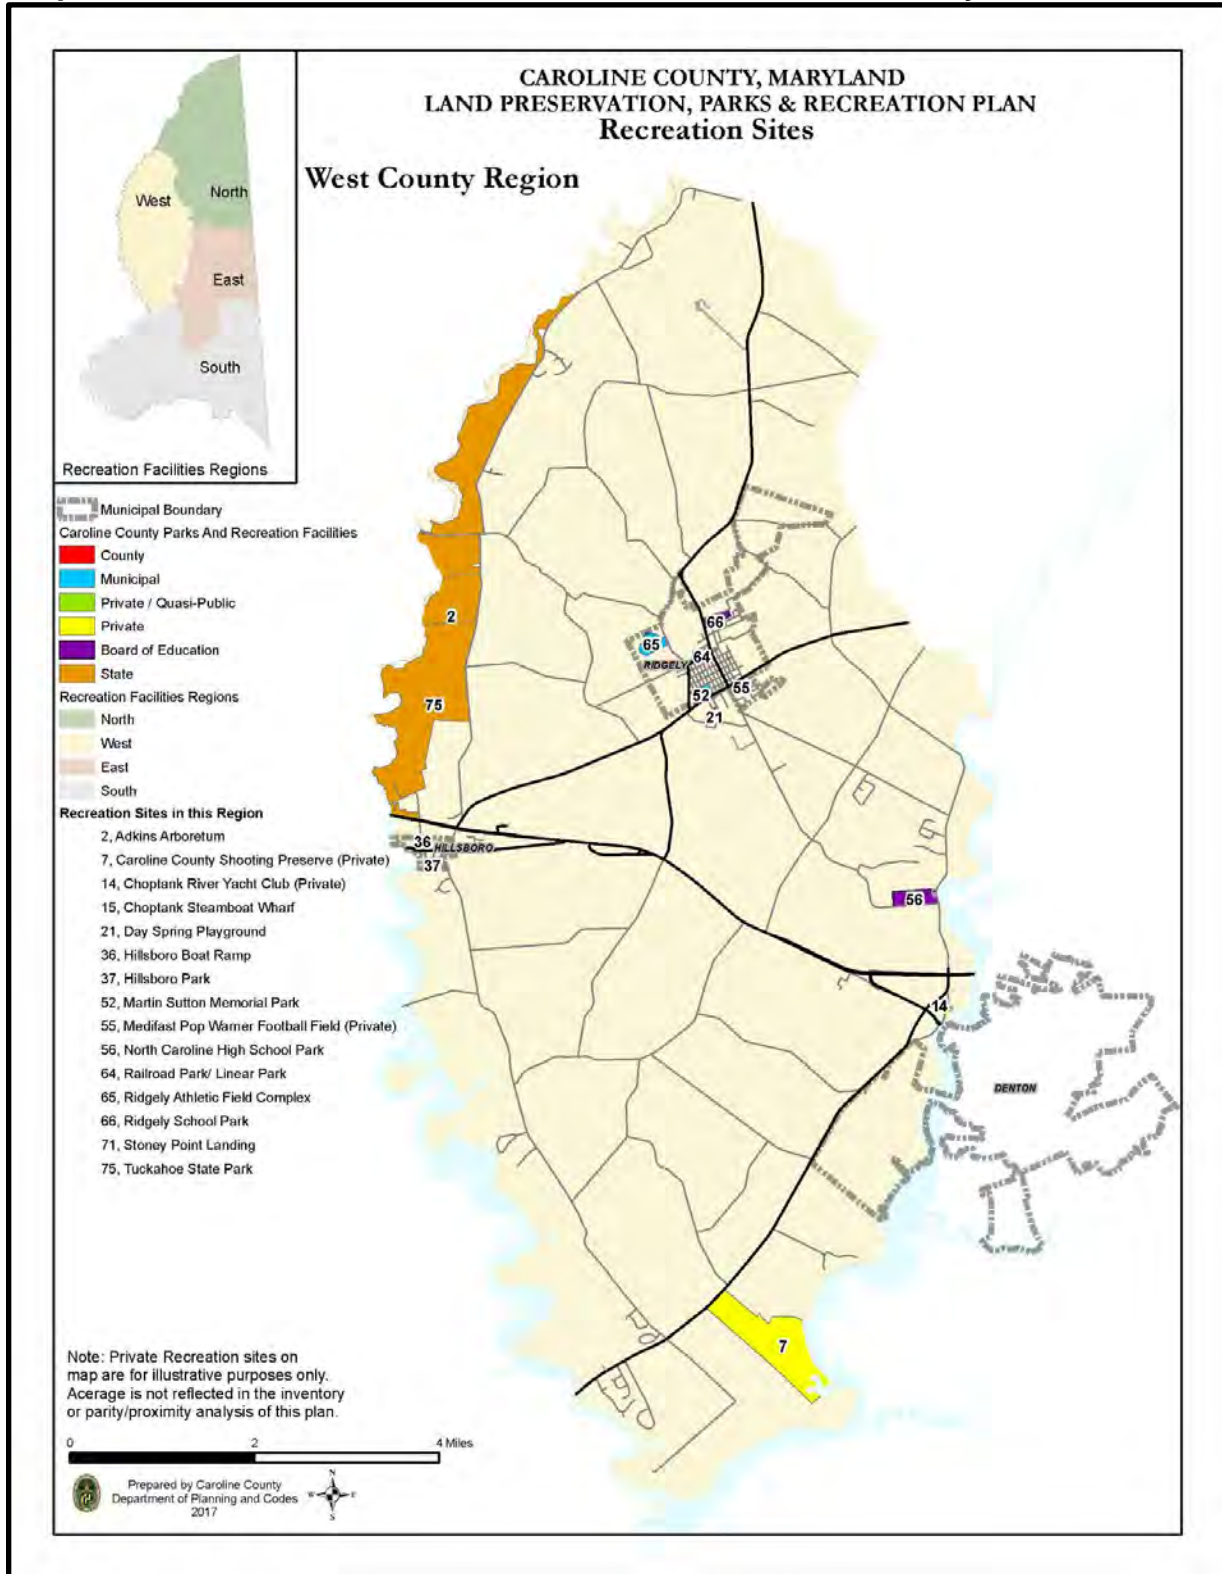 CAROLINE COUNTY, MARYLAND
LAND PRESERVATION, PARKS & RECREATION PLAN
Recreation Sites
West County Region
North
West
East
South
Recreation Facilities Regions
Municipal Boundary
Caroline County Parks And Recreation Facilities
County
Municipal
Private / Quasi-Public
Private
Board of Education
State
Recreation Facilities Regions
North
West
East
South
Recreation Sites in this Region
2, Adkins Arboretum
7, Caroline County Shooting Preserve (Private)
14, Choptank River Yacht Club (Private)
15, Choptank Steamboat Wharf
21, Day Spring Playground
36, Hillsboro Boat Ramp
37, Hillsboro Park
52, Martin Sutton Memorial Park
55, Medifast Pop Warner Football Field (Private)
56, North Caroline High School Park
64, Railroad Park/ Linear Park
65, Ridgely Athletic Field Complex
66, Ridgely School Park
71, Stoney Point Landing
75, Tuckahoe State Park
2
66
65
64
RIDGELY
55
52
75
21
36
HILLSBORO
37
56
14
DENTON
7
Note: Private Recreation sites on
map are for illustrative purposes only.
Acerage is not reflected in the inventory
or parity/proximity analysis of this plan.
0 2 4 Miles
Prepared by Caroline County
Department of Planning and Codes
2017
N
W E
S